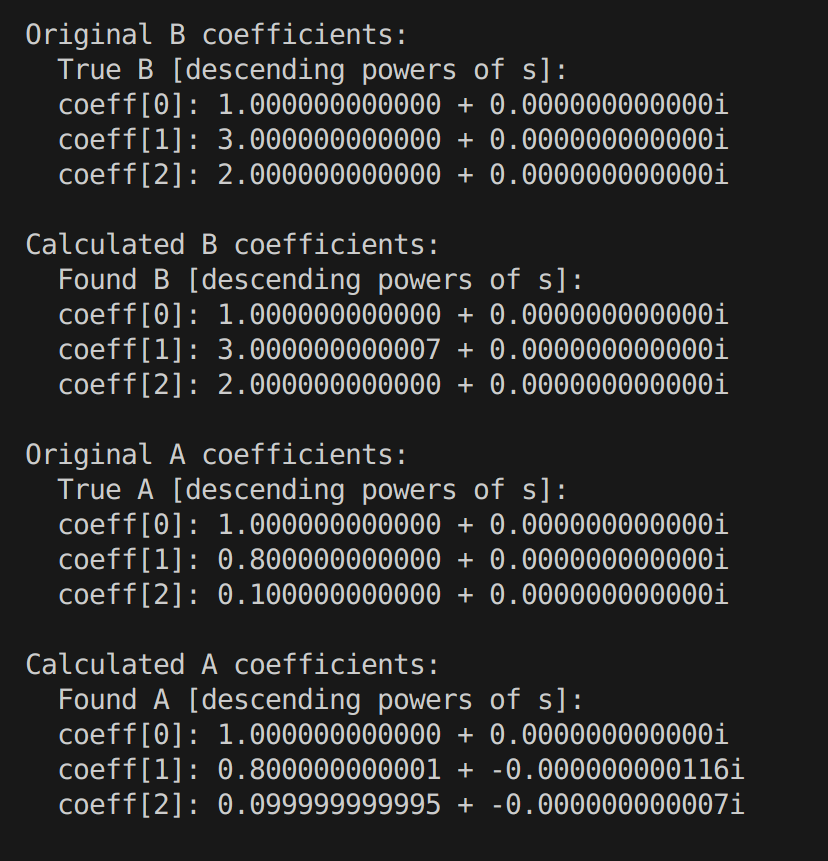 Original B coefficients:
True B [descending powers of s]:
coeff[0]: 1.000000000000 + 0.000000000000i
coeff[1]: 3.000000000000 + 0.000000000000i
coeff[2]: 2.000000000000 + 0.000000000000i
Calculated B coefficients:
Found B [descending powers of s]:
coeff[0]: 1.000000000000 + 0.000000000000i
coeff[1]: 3.000000000007 + 0.000000000000i
coeff[2]: 2.000000000000 + 0.000000000000i
Original A coefficients:
True A [descending powers of s]:
coeff[0]: 1.000000000000 + 0.000000000000i
coeff[1]: 0.800000000000 + 0.000000000000i
coeff[2]: 0.100000000000 + 0.000000000000i
Calculated A coefficients:
Found A [descending powers of s]:
coeff[0]: 1.000000000000 + 0.000000000000i
coeff[1]: 0.800000000001 + -0.000000000116i
coeff[2]: 0.099999999995 + -0.000000000007i